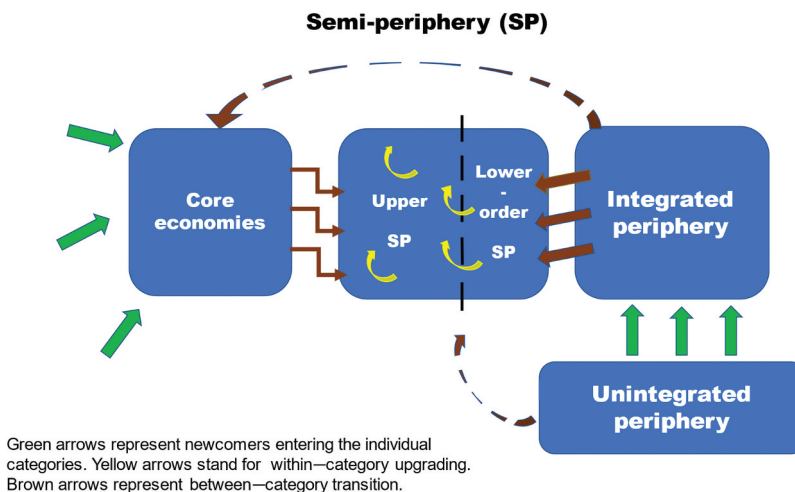 Semi-periphery (SP)
Core
economies
Upper
SP
Lower
-
order
SP
Integrated
periphery
Unintegrated
periphery
Green arrows represent newcomers entering the individual
categories. Yellow arrows stand for within—category upgrading.
Brown arrows represent between—category transition.